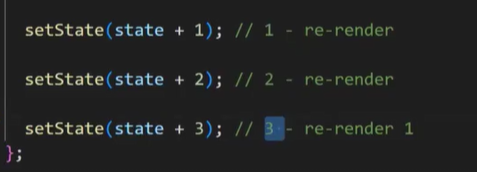 setState(state + 1); // 1 - re-render
setState(state + 2); // 2 - re-render
setState(state + 3); // 3 - re-render 1
};